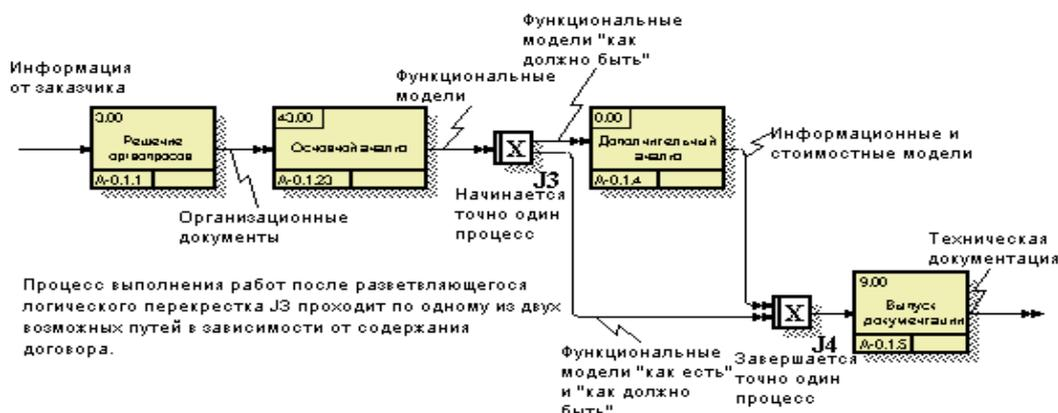 Информация
от заказчика
3.00
Решение
оргвопросов
А-0.1.1
Организационные
документы
43.00
Основной анализ
А-0.1.23
Функциональные
модели
X
J3
Начинается
точно один
процесс
Функциональные
модели "как
должно быть"
0.00
Дополнительный
анализ
А-0.1.4
Информационные и
стоимостные модели
Процесс выполнения работ после разветвляющегося
логического перекрестка J3 проходит по одному из двух
возможных путей в зависимости от содержания
договора.
Функциональные
модели "как есть"
и "как должно
быть"
X
J4
Завершается
точно один
процесс
9.00
Выпуск
документации
А-0.1.5
Техническая
документация